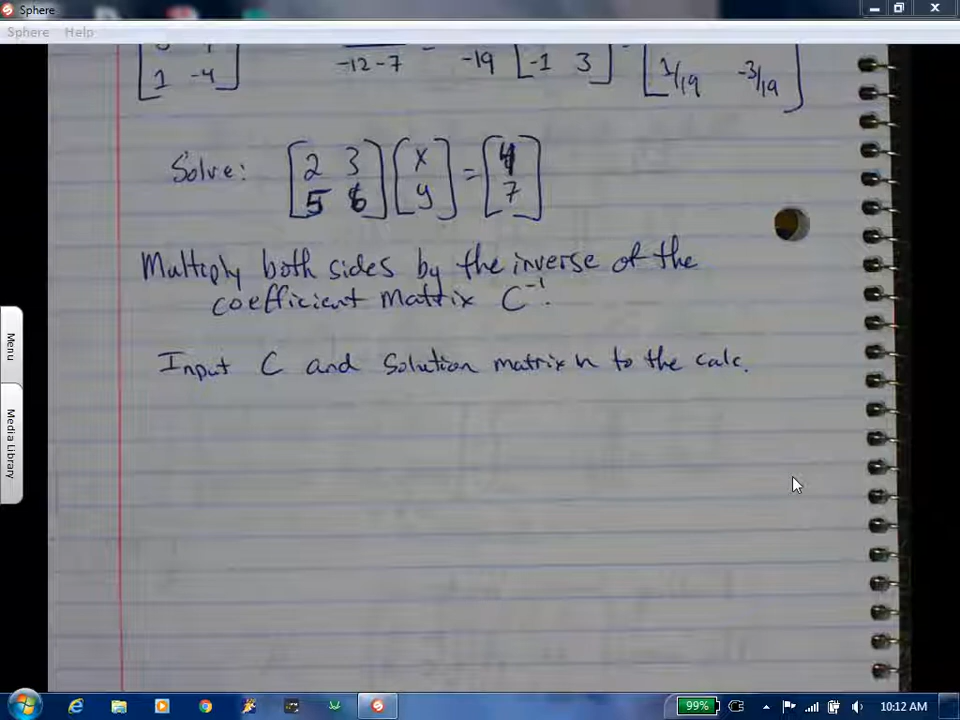 Sphere
Sphere Help
1 -4
-12-7
-19
-1 3
1/19 -3/19
Solve: [2 3 [x = [4
5 6] y] 7]
Multiply both sides by the inverse of the
coefficient matrix C⁻¹.
Input C and Solution matrix n to the calc.
Menu
Media Library
99%
10:12 AM